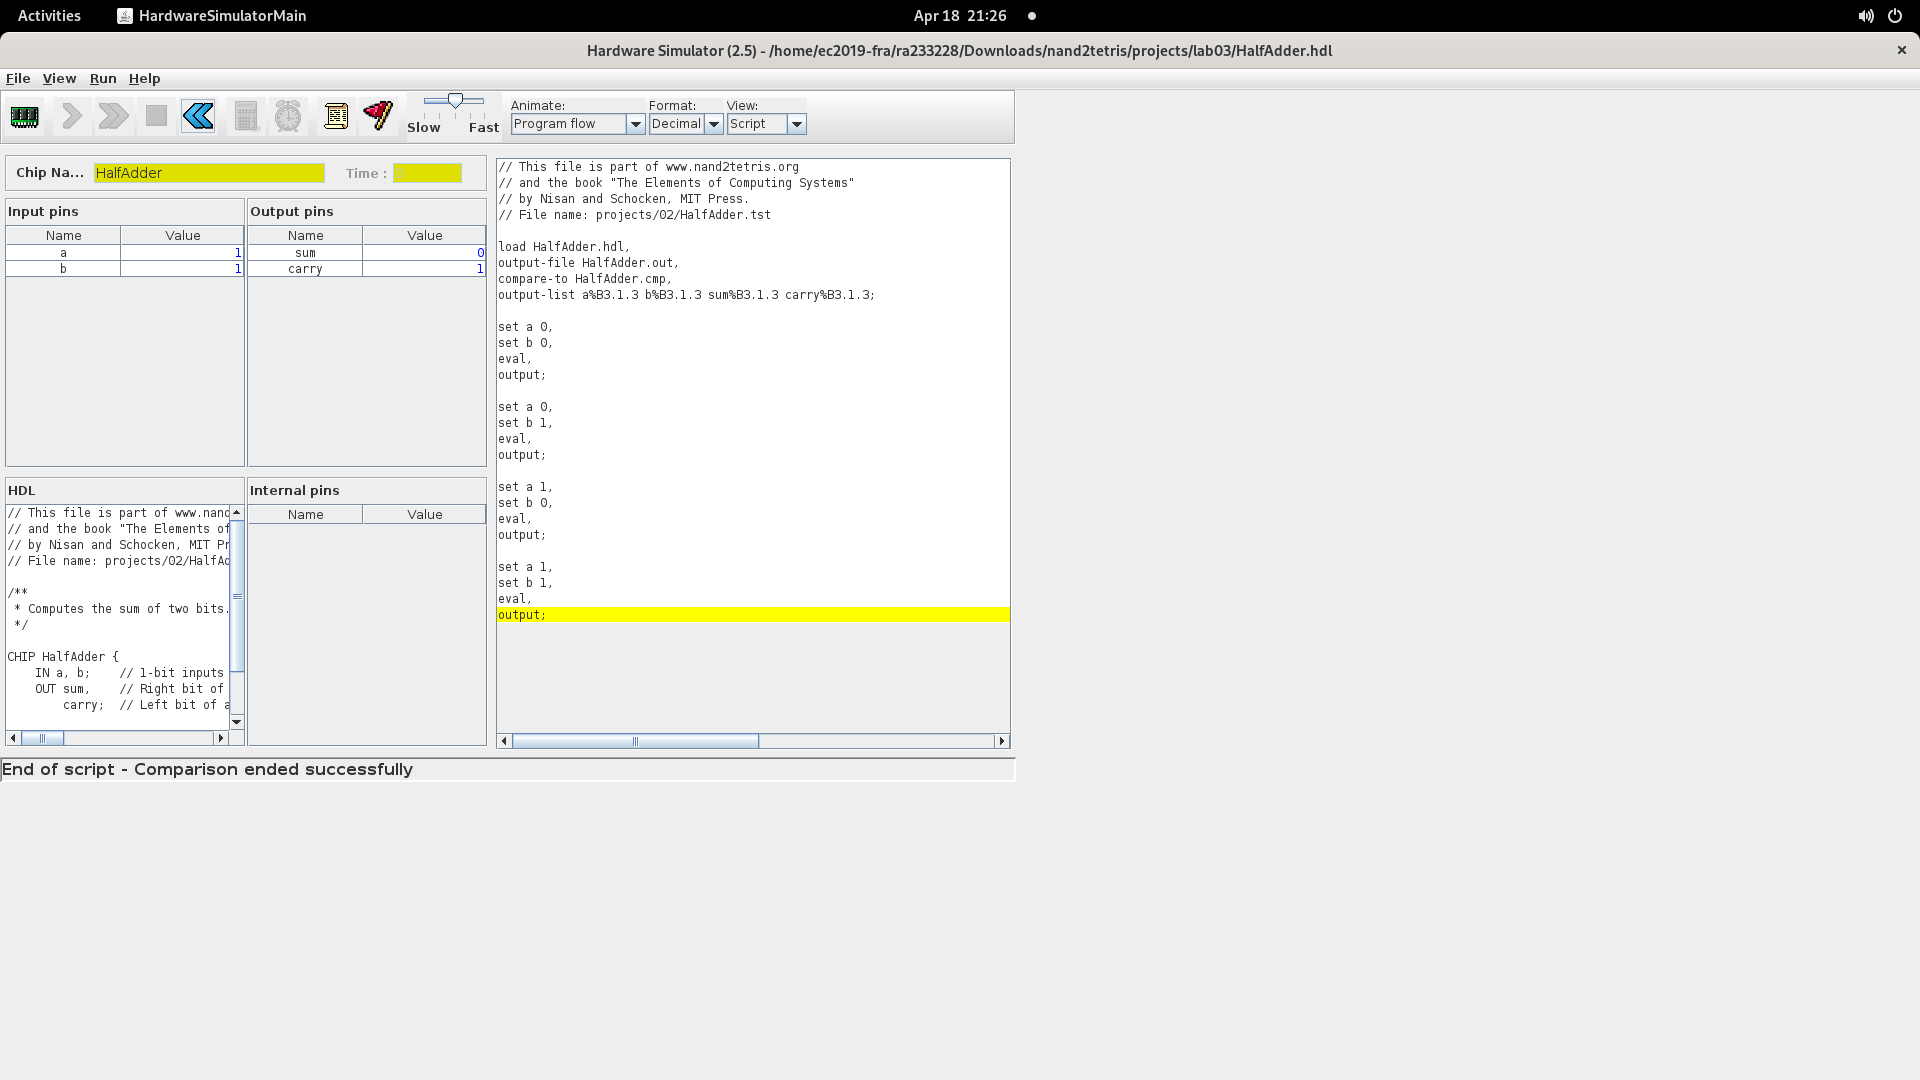 Activities HardwareSimulatorMain Apr 18 21:26
Hardware Simulator (2.5) - /home/ec2019-fra/ra233228/Downloads/nand2tetris/projects/lab03/HalfAdder.hdl
File View Run Help
Slow Fast
Animate: Format: View:
Program flow Decimal Script
Chip Na... HalfAdder Time : 0
Input pins
Name Value
a 1
b 1
Output pins
Name Value
sum 0
carry 1
HDL
// This file is part of www.nand
// and the book "The Elements of
// by Nisan and Schocken, MIT Pr
// File name: projects/02/HalfAd
/**
* Computes the sum of two bits.
*/
CHIP HalfAdder {
IN a, b; // 1-bit inputs
OUT sum, // Right bit of
carry; // Left bit of a
Internal pins
Name Value
// This file is part of www.nand2tetris.org
// and the book "The Elements of Computing Systems"
// by Nisan and Schocken, MIT Press.
// File name: projects/02/HalfAdder.tst
load HalfAdder.hdl,
output-file HalfAdder.out,
compare-to HalfAdder.cmp,
output-list a%B3.1.3 b%B3.1.3 sum%B3.1.3 carry%B3.1.3;
set a 0,
set b 0,
eval,
output;
set a 0,
set b 1,
eval,
output;
set a 1,
set b 0,
eval,
output;
set a 1,
set b 1,
eval,
output;
End of script - Comparison ended successfully